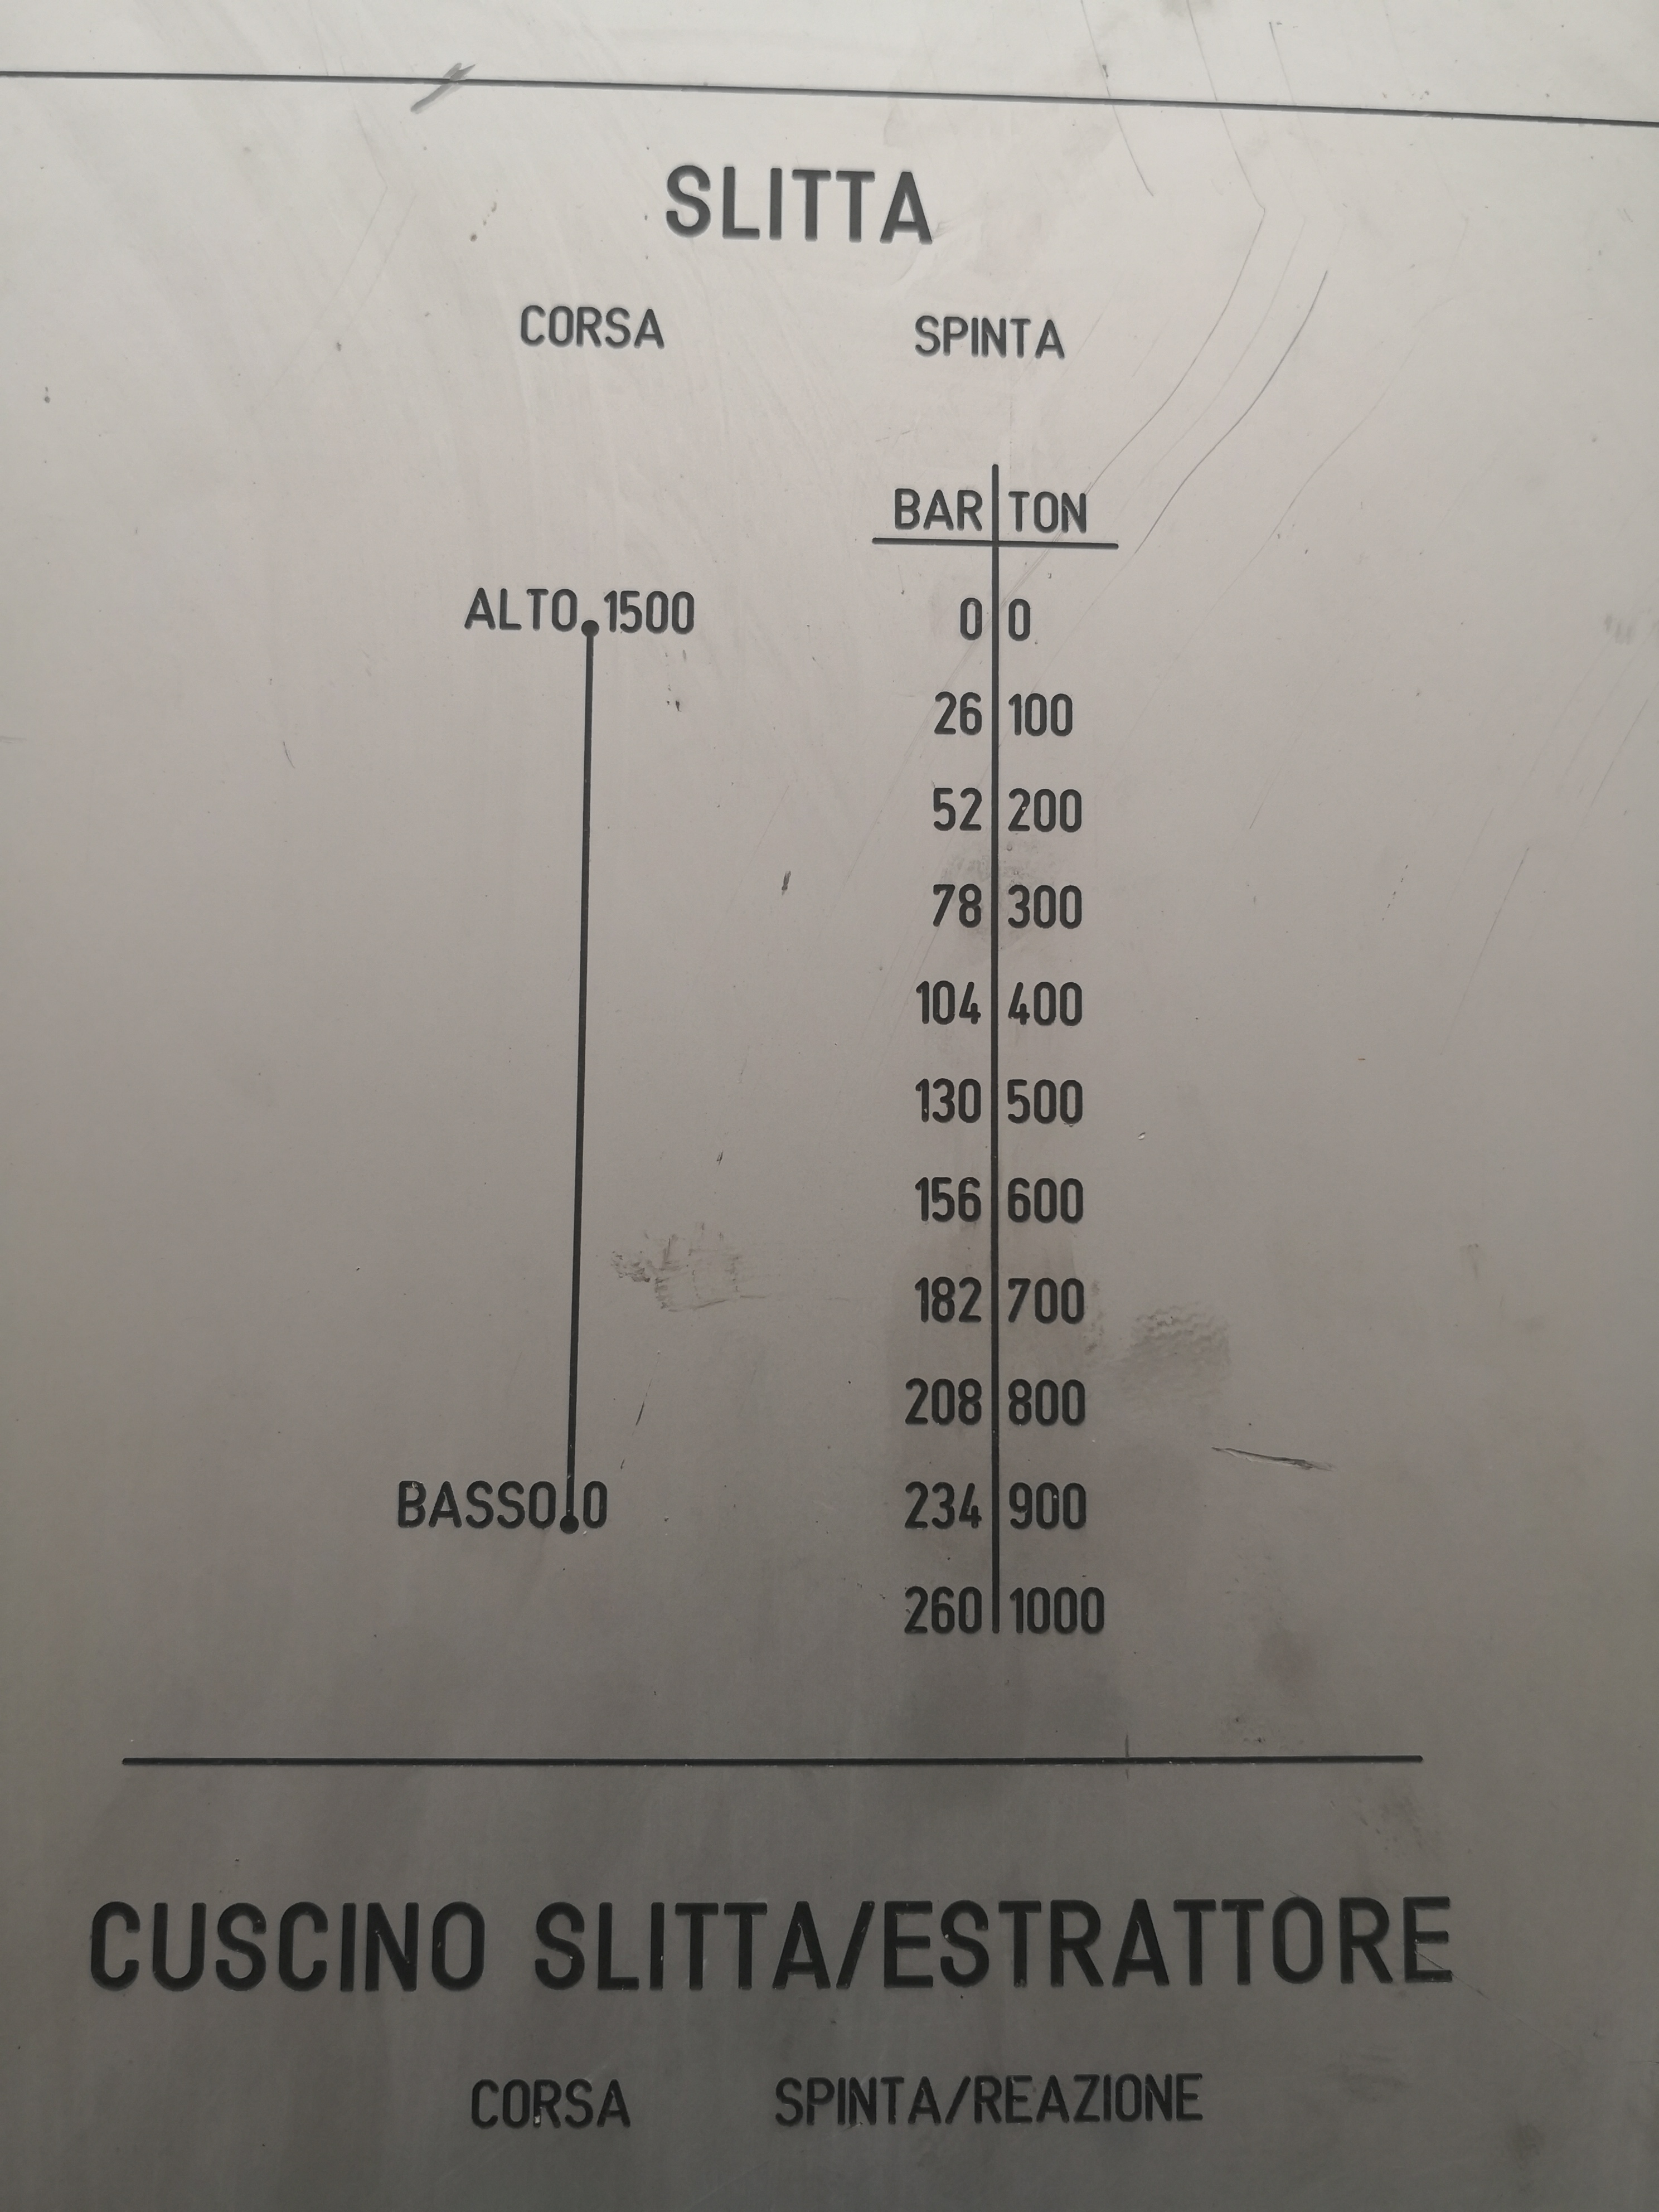 SLITTA
CORSA SPINTA
BAR TON
ALTO 1500 0 0
26 100
52 200
78 300
104 400
130 500
156 600
182 700
208 800
BASSO 0 234 900
260 1000
CUSCINO SLITTA/ESTRATTORE
CORSA SPINTA/REAZIONE